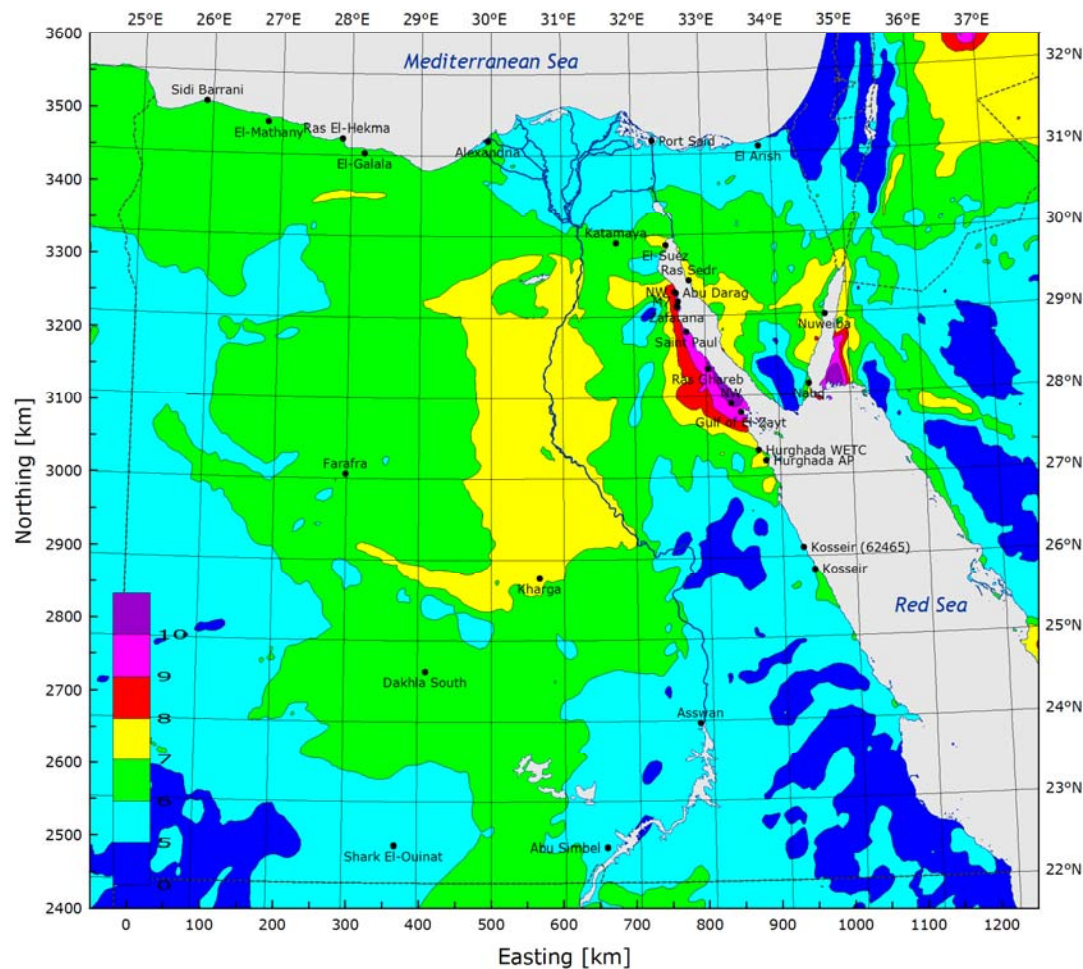 25°E 26°E 27°E 28°E 29°E 30°E 31°E 32°E 33°E 34°E 35°E 36°E 37°E
3600
3500
3400
3300
3200
3100
3000
2900
2800
2700
2600
2500
2400
Northing [km]
32°N
31°N
30°N
29°N
28°N
27°N
26°N
25°N
24°N
23°N
22°N
Mediterranean Sea
Sidi Barrani
El-Mathany
Ras El-Hekma
El-Galala
Alexandria
Port Said
El Arish
Katamaya
El-Suez
Ras Sedr
NW
Abu Darag
Zafarana
Saint Paul
Nuweiba
Ras Ghareb
NW
Nabq
Gulf of El-Zayt
Hurghada WETC
Hurghada AP
Farafra
Kosseir (62465)
Kosseir
Kharga
Red Sea
Dakhla South
Asswan
Shark El-Ouinat
Abu Simbel
10
9
8
7
6
5
0
0 100 200 300 400 500 600 700 800 900 1000 1100 1200
Easting [km]